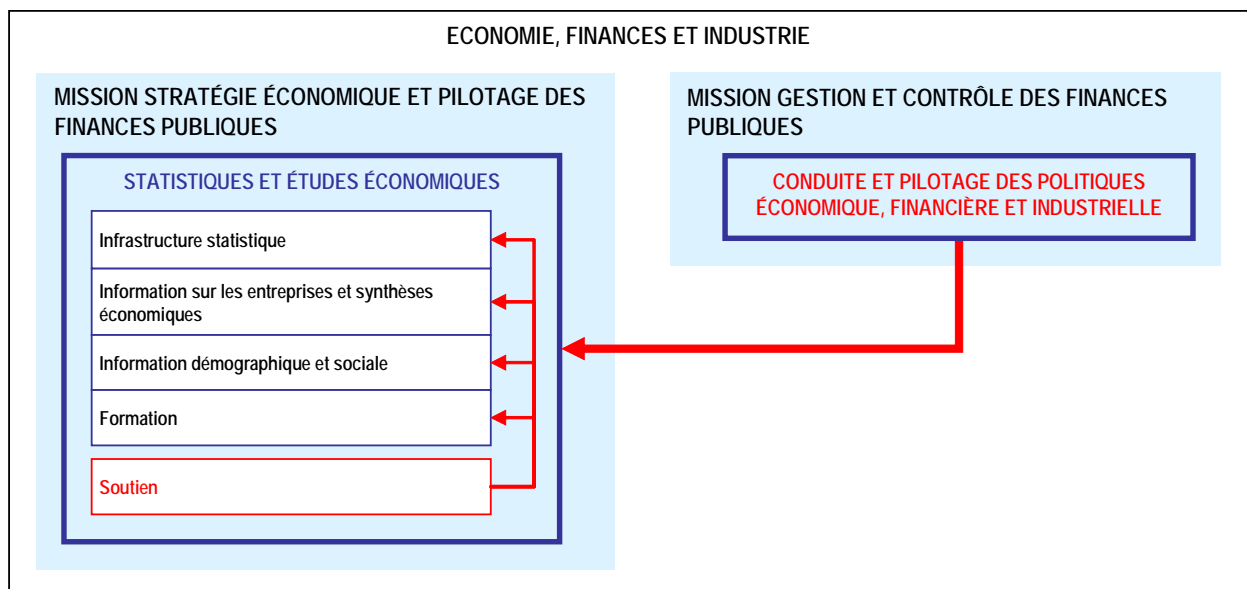 ECONOMIE, FINANCES ET INDUSTRIE
MISSION STRATÉGIE ÉCONOMIQUE ET PILOTAGE DES
FINANCES PUBLIQUES
STATISTIQUES ET ÉTUDES ÉCONOMIQUES
Infrastructure statistique
Information sur les entreprises et synthèses
économiques
Information démographique et sociale
Formation
Soutien
MISSION GESTION ET CONTRÔLE DES FINANCES
PUBLIQUES
CONDUITE ET PILOTAGE DES POLITIQUES
ÉCONOMIQUE, FINANCIÈRE ET INDUSTRIELLE